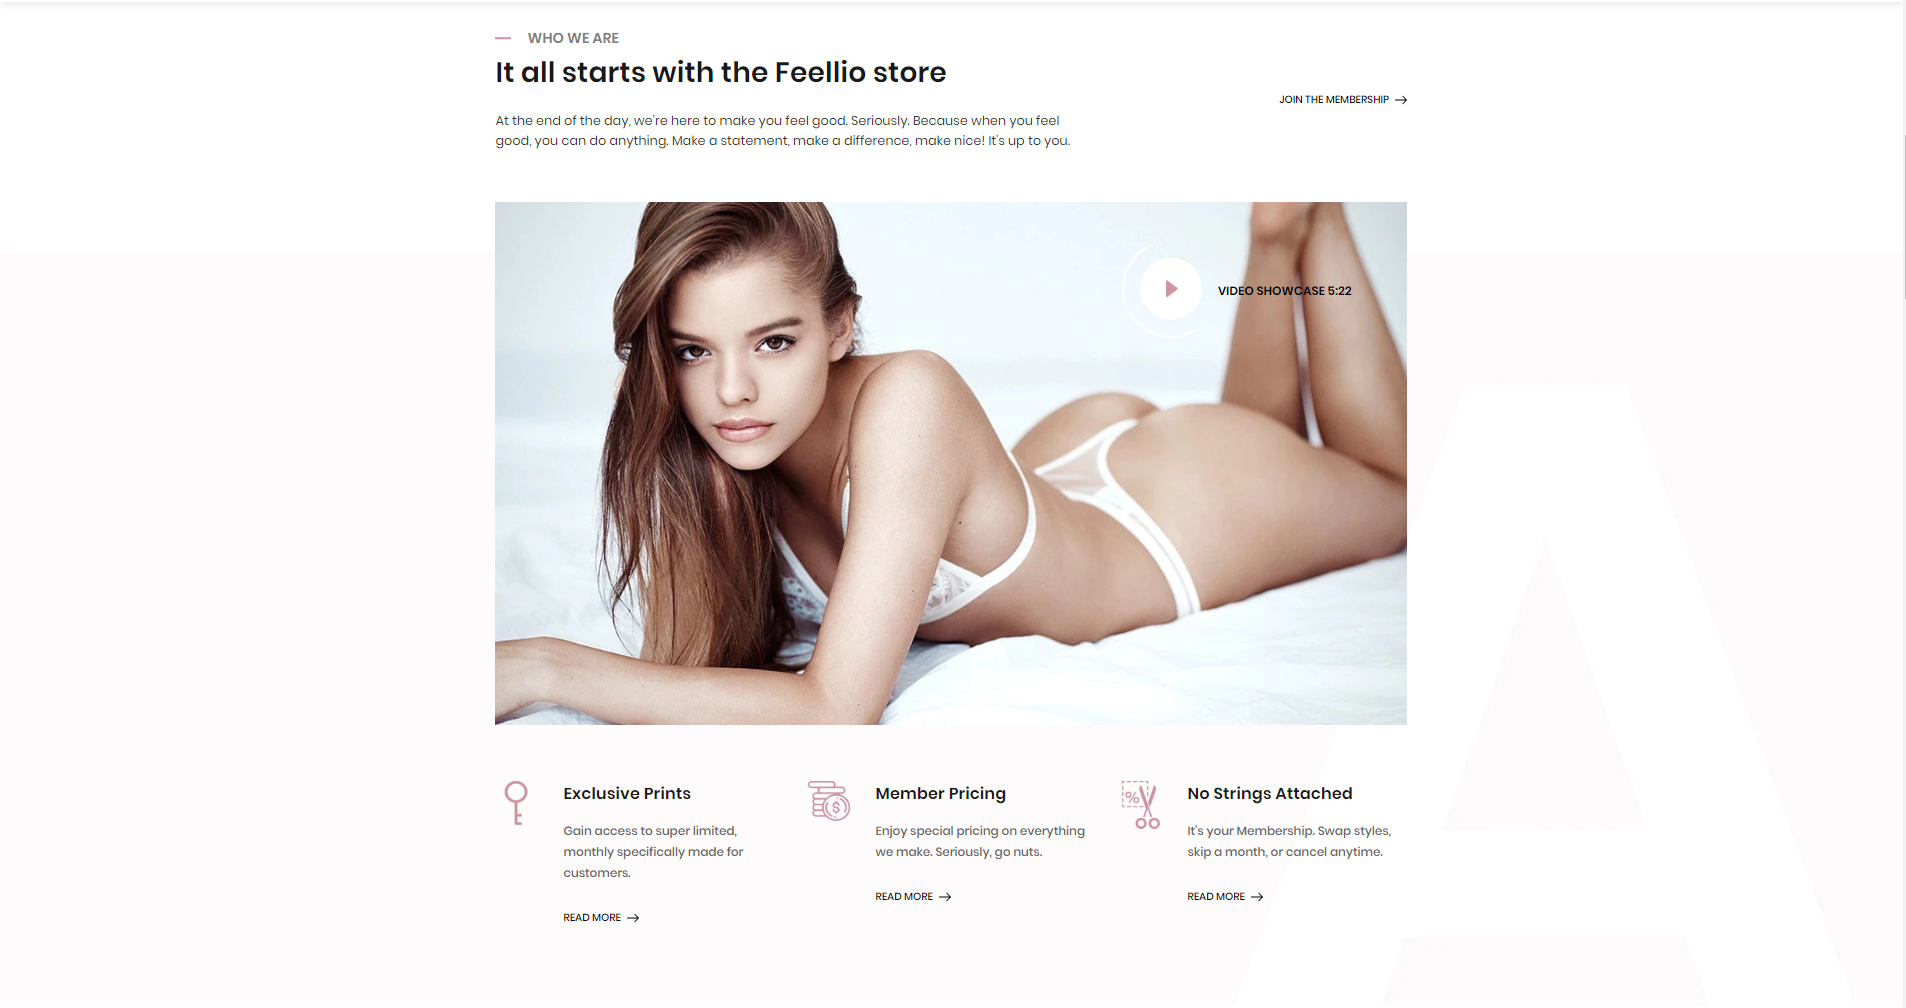 WHO WE ARE
It all starts with the Feellio store
JOIN THE MEMBERSHIP
At the end of the day, we're here to make you feel good. Seriously. Because when you feel
good, you can do anything. Make a statement, make a difference, make nice! It's up to you.
VIDEO SHOWCASE 5:22
Exclusive Prints
Gain access to super limited,
monthly specifically made for
customers.
READ MORE
Member Pricing
Enjoy special pricing on everything
we make. Seriously, go nuts.
READ MORE
No Strings Attached
It's your Membership. Swap styles,
skip a month, or cancel anytime.
READ MORE
A